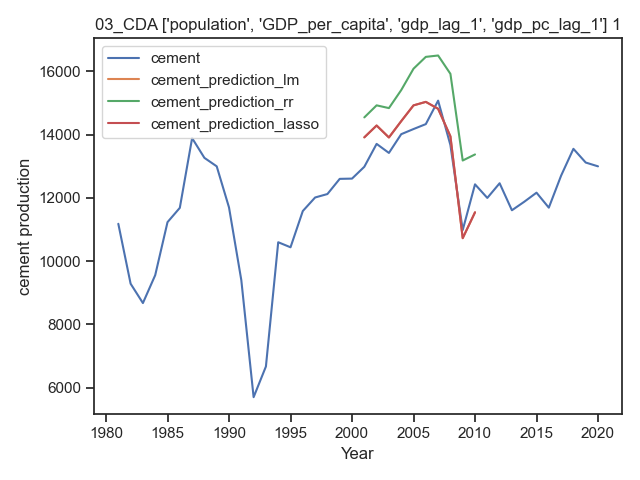 03_CDA ['population', 'GDP_per_capita', 'gdp_lag_1', 'gdp_pc_lag_1'] 1
cement
cement_prediction_lm
cement_prediction_rr
cement_prediction_lasso
16000
14000
12000
10000
8000
6000
cement production
1980 1985 1990 1995 2000 2005 2010 2015 2020
Year